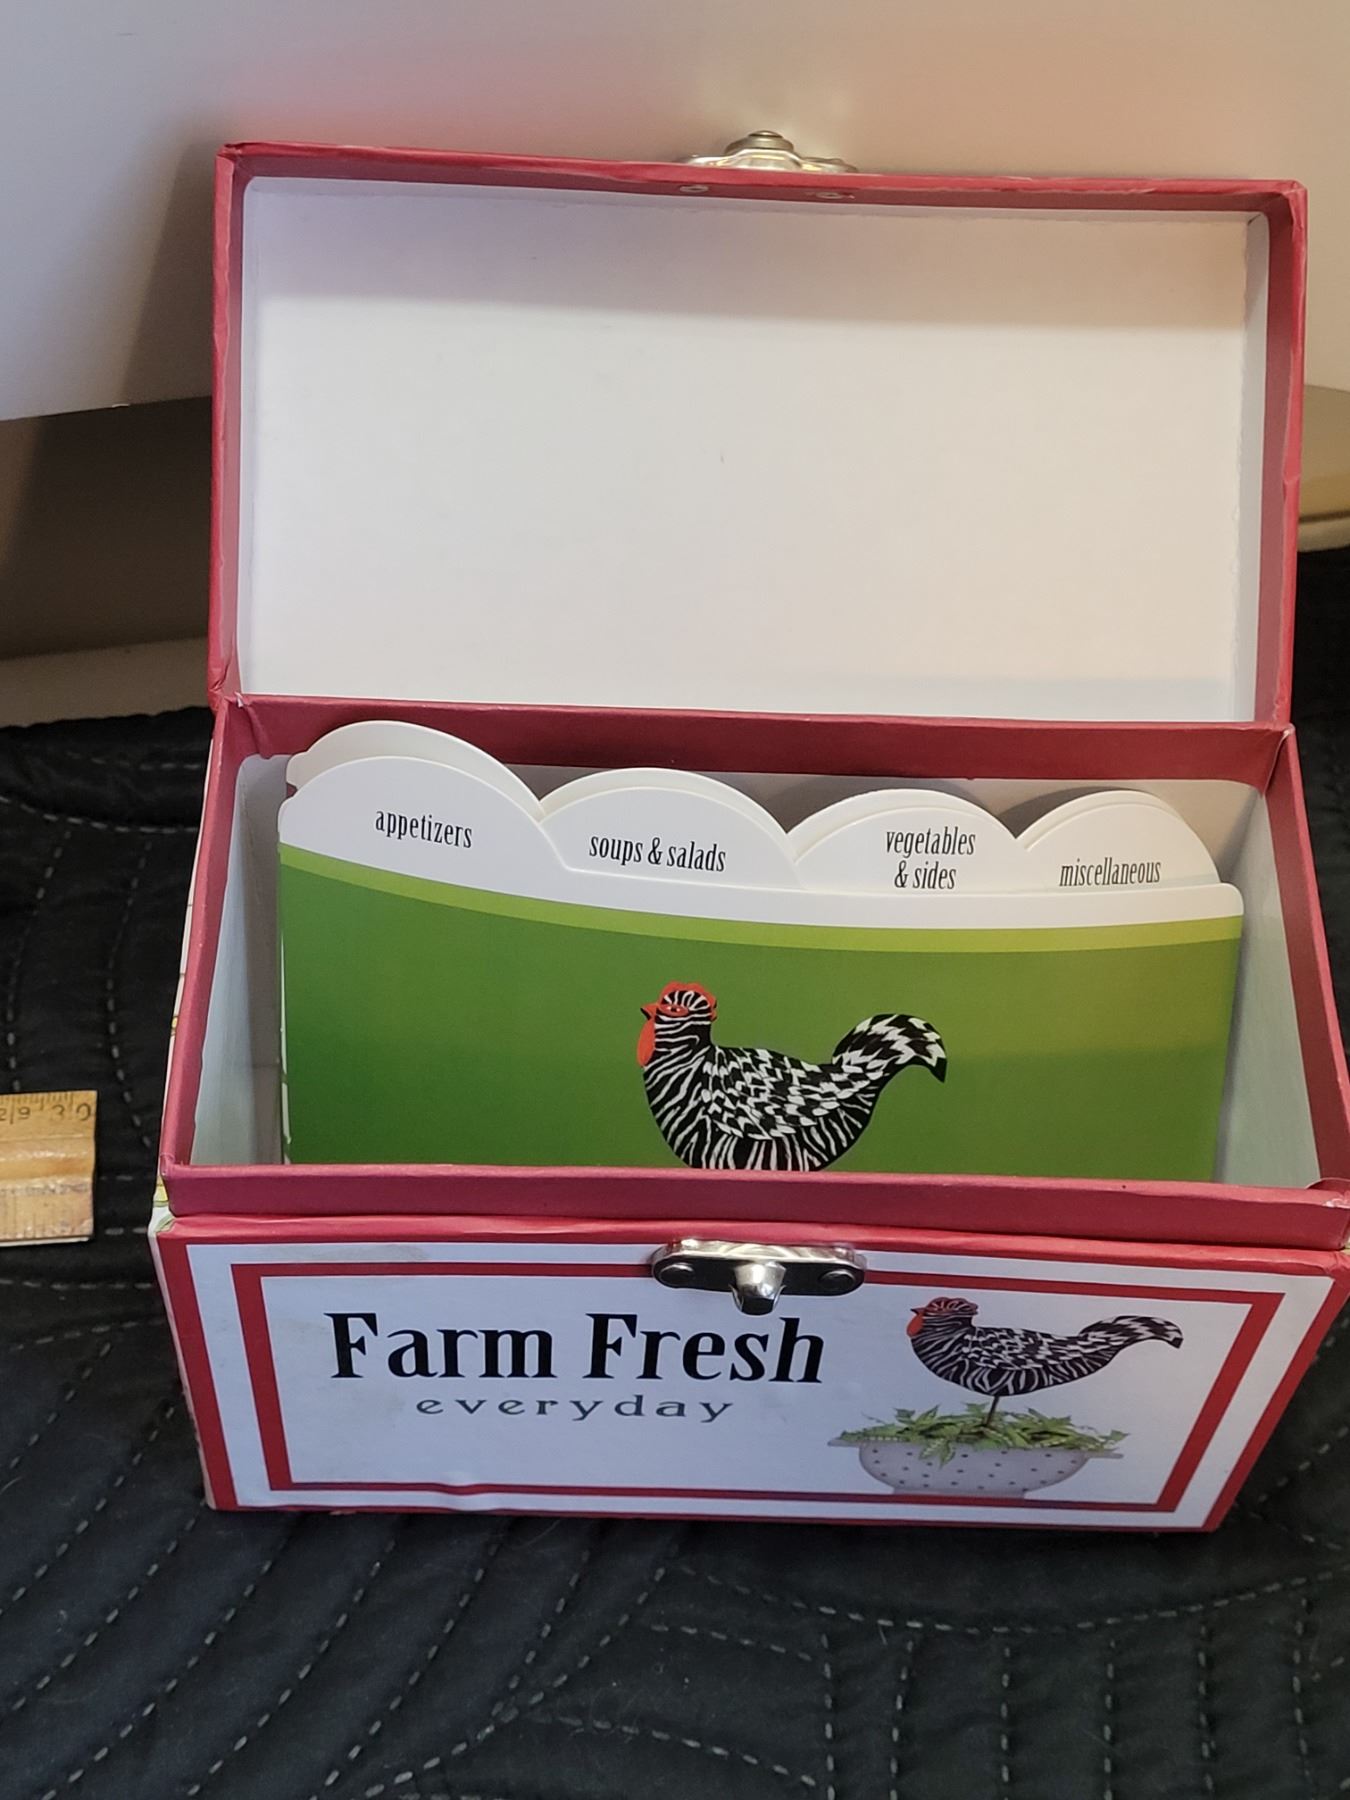 appetizers
soups & salads
vegetables
& sides
miscellaneous
Farm Fresh
everyday